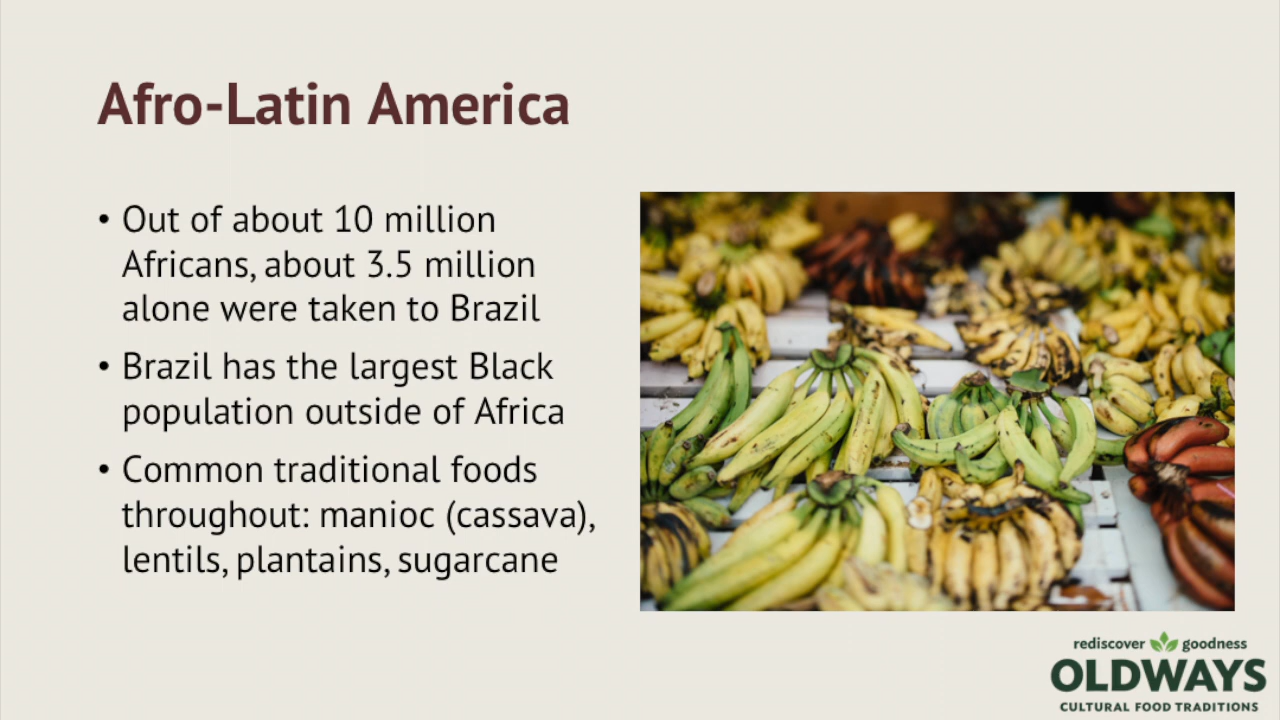 Afro-Latin America
• Out of about 10 million
Africans, about 3.5 million
alone were taken to Brazil
• Brazil has the largest Black
population outside of Africa
• Common traditional foods
throughout: manioc (cassava),
lentils, plantains, sugarcane
rediscover goodness
OLDWAYS
CULTURAL FOOD TRADITIONS